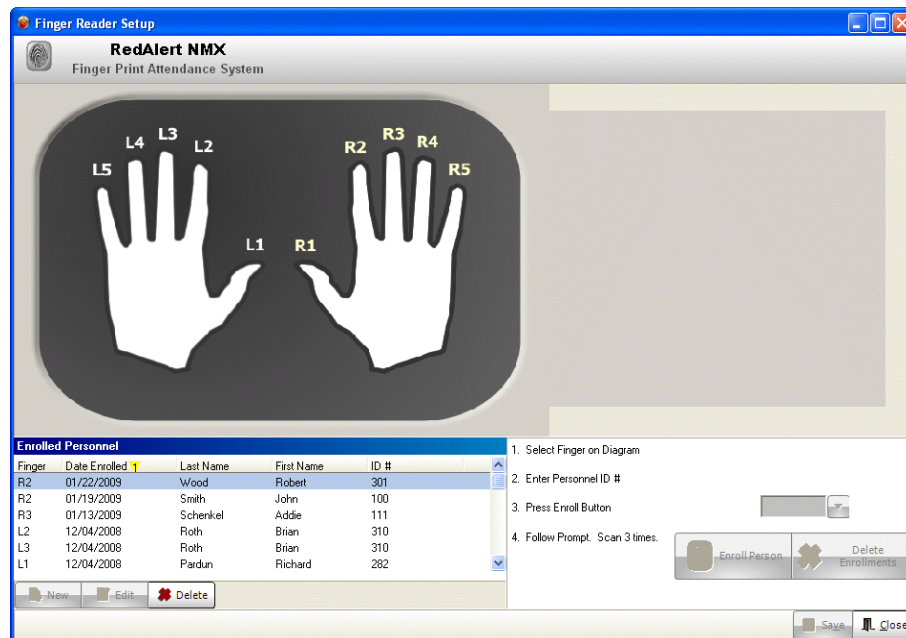 Finger Reader Setup
RedAlert NMX
Finger Print Attendance System
L5 L4 L3 L2 L1
R1 R2 R3 R4 R5
Enrolled Personnel
Finger Date Enrolled 1 Last Name First Name ID #
R2 01/22/2009 Wood Robert 301
R2 01/19/2009 Smith John 100
R3 01/13/2009 Schenkel Addie 111
L2 12/04/2008 Roth Brian 310
L3 12/04/2008 Roth Brian 310
L1 12/04/2008 Pardun Richard 282
New Edit Delete
1. Select Finger on Diagram
2. Enter Personnel ID #
3. Press Enroll Button
4. Follow Prompt. Scan 3 times.
Enroll Person
Delete
Enrollments
Save Close